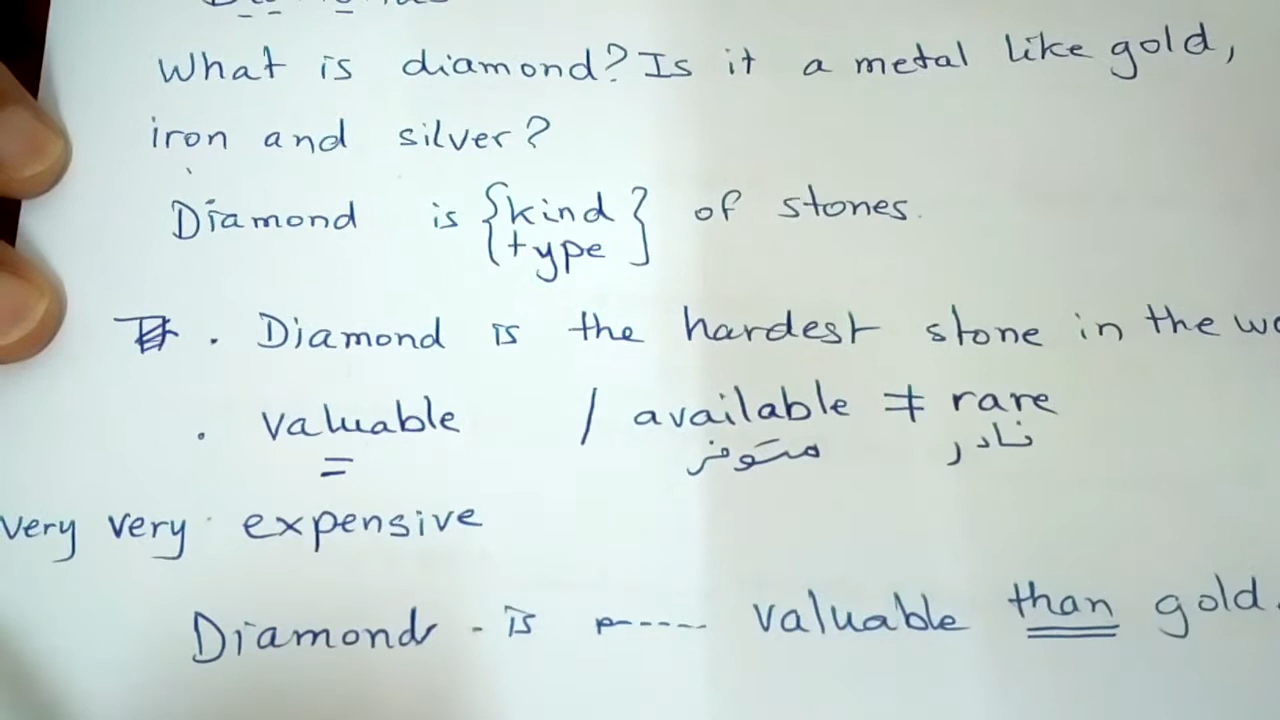 What is diamond? Is it a metal like gold,
iron and silver?
Diamond is {kind} of stones.
{type}
. Diamond is the hardest stone in the
. valuable / available ≠ rare
= متوفر نادر
very very expensive
Diamond is ---- valuable than gold.